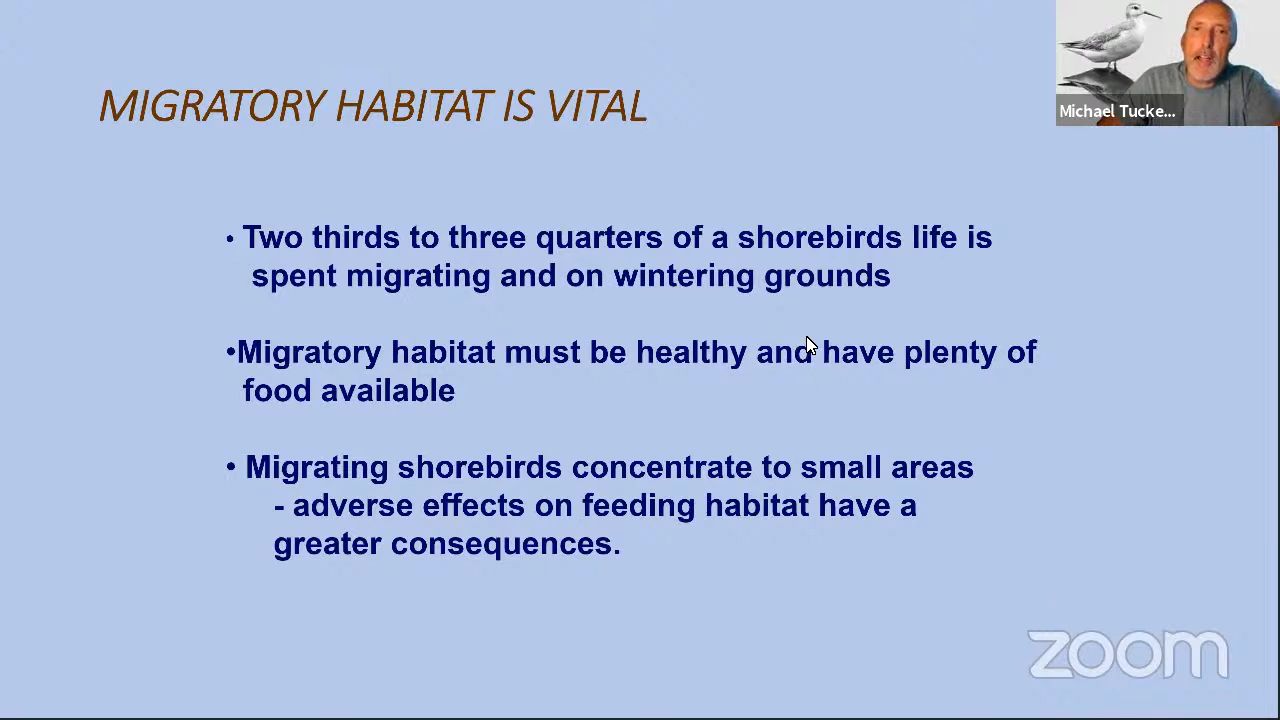 MIGRATORY HABITAT IS VITAL
Michael Tucke...
• Two thirds to three quarters of a shorebirds life is
spent migrating and on wintering grounds
•Migratory habitat must be healthy and have plenty of
food available
• Migrating shorebirds concentrate to small areas
- adverse effects on feeding habitat have a
greater consequences.
zoom